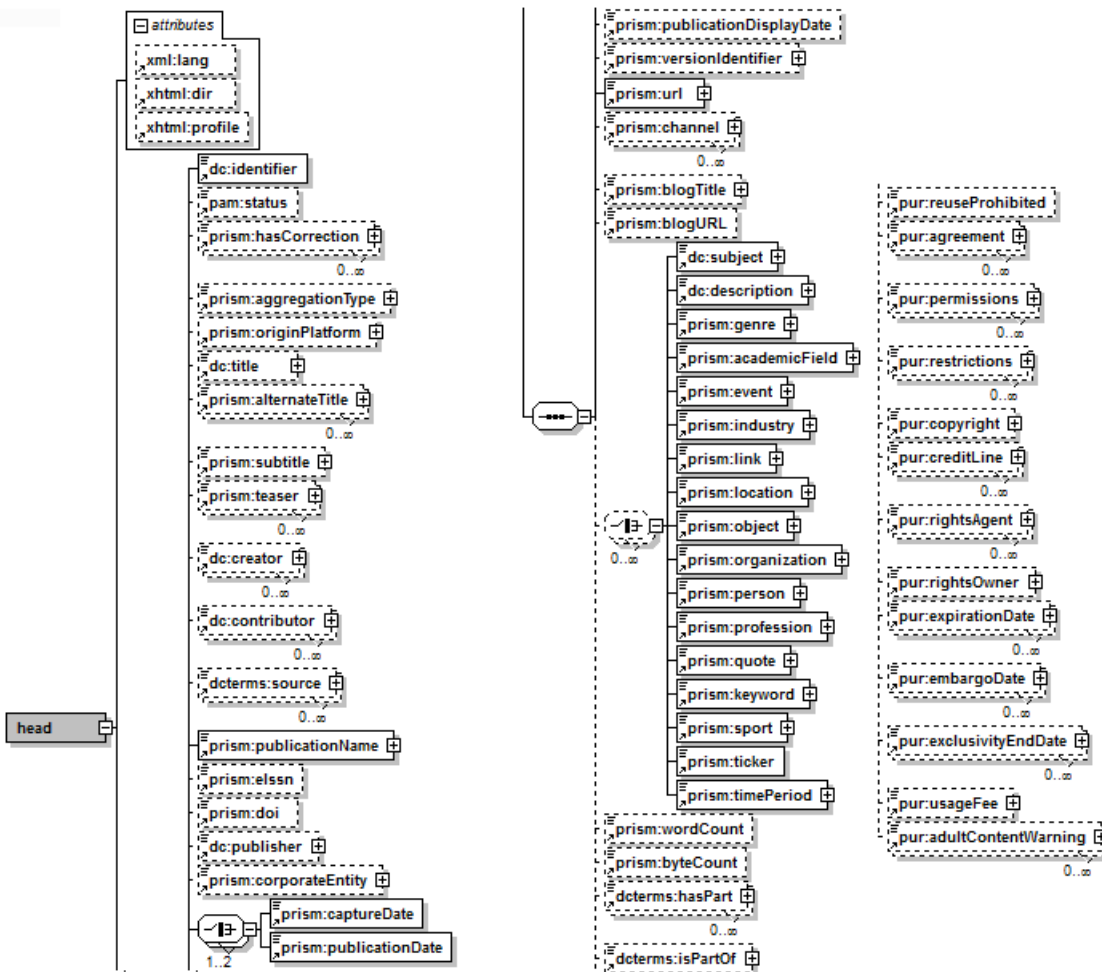 attributes
xml:lang
xhtml:dir
xhtml:profile
head
dc:identifier
pam:status
prism:hasCorrection
0..∞
prism:aggregationType
prism:originPlatform
dc:title
prism:alternateTitle
0..∞
prism:subtitle
prism:teaser
0..∞
dc:creator
0..∞
dc:contributor
0..∞
dcterms:source
0..∞
prism:publicationName
prism:eIssn
prism:doi
dc:publisher
prism:corporateEntity
1..2
prism:captureDate
prism:publicationDate
prism:publicationDisplayDate
prism:versionIdentifier
prism:url
prism:channel
0..∞
prism:blogTitle
prism:blogURL
0..∞
dc:subject
dc:description
prism:genre
prism:academicField
prism:event
prism:industry
prism:link
prism:location
prism:object
prism:organization
prism:person
prism:profession
prism:quote
prism:keyword
prism:sport
prism:ticker
prism:timePeriod
prism:wordCount
prism:byteCount
dcterms:hasPart
0..∞
dcterms:isPartOf
pur:reuseProhibited
pur:agreement
0..∞
pur:permissions
0..∞
pur:restrictions
0..∞
pur:copyright
pur:creditLine
0..∞
pur:rightsAgent
0..∞
pur:rightsOwner
pur:expirationDate
0..∞
pur:embargoDate
0..∞
pur:exclusivityEndDate
0..∞
pur:usageFee
pur:adultContentWarning
0..∞